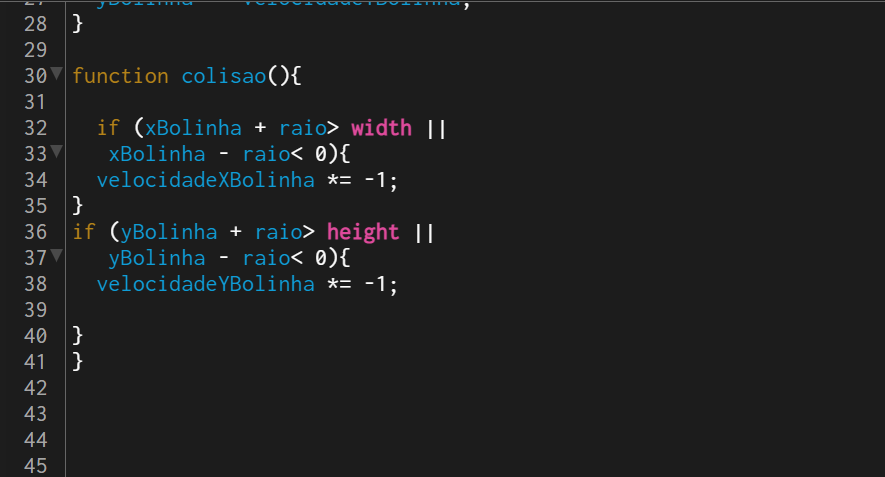 28 }
29
30 function colisao(){
31
32 if (xBolinha + raio> width ||
33 xBolinha - raio< 0){
34 velocidadeXBolinha *= -1;
35 }
36 if (yBolinha + raio> height ||
37 yBolinha - raio< 0){
38 velocidadeYBolinha *= -1;
39
40 }
41 }
42
43
44
45